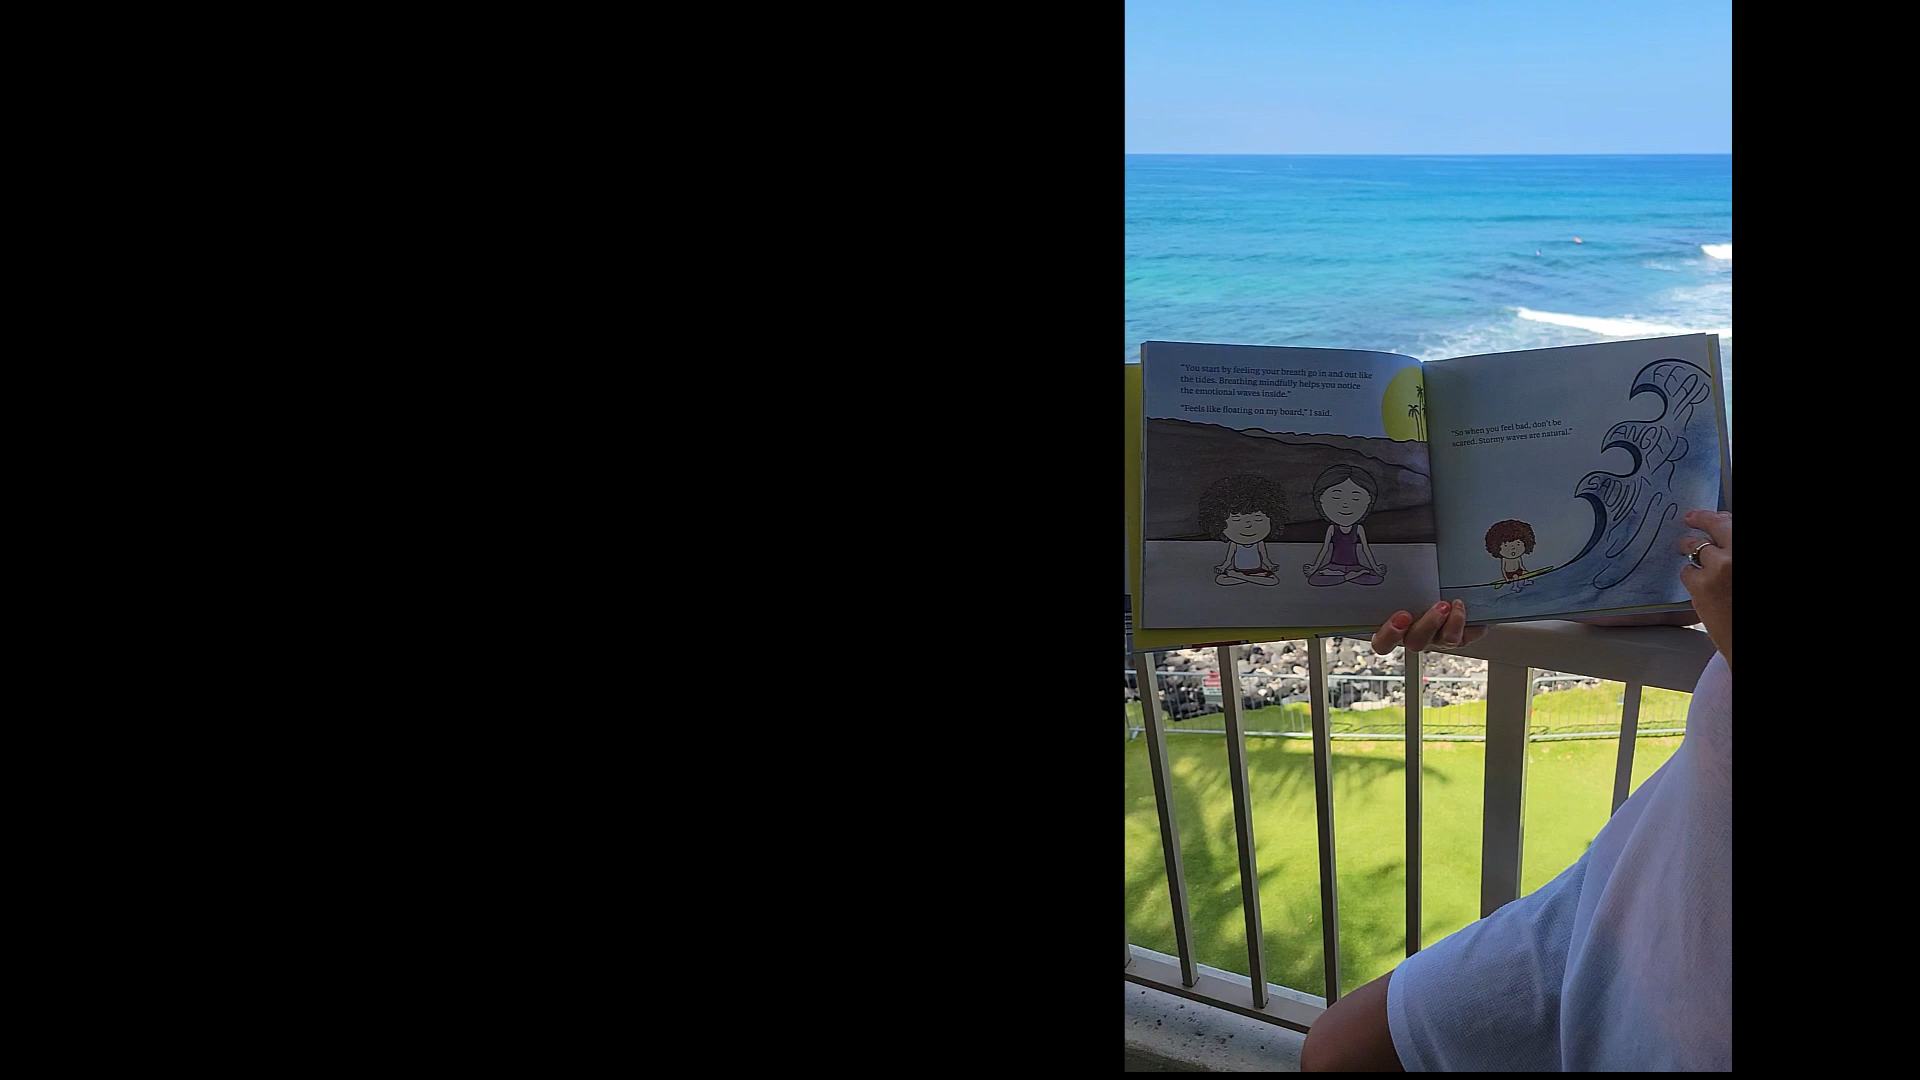 "You start by feeling your breath go in and out like
the tides. Breathing mindfully helps you notice
the emotional waves inside."
"Feels like floating on my board," I said.
"So when you feel bad, don't be
scared. Stormy waves are natural."
FEAR
ANGER
SADN